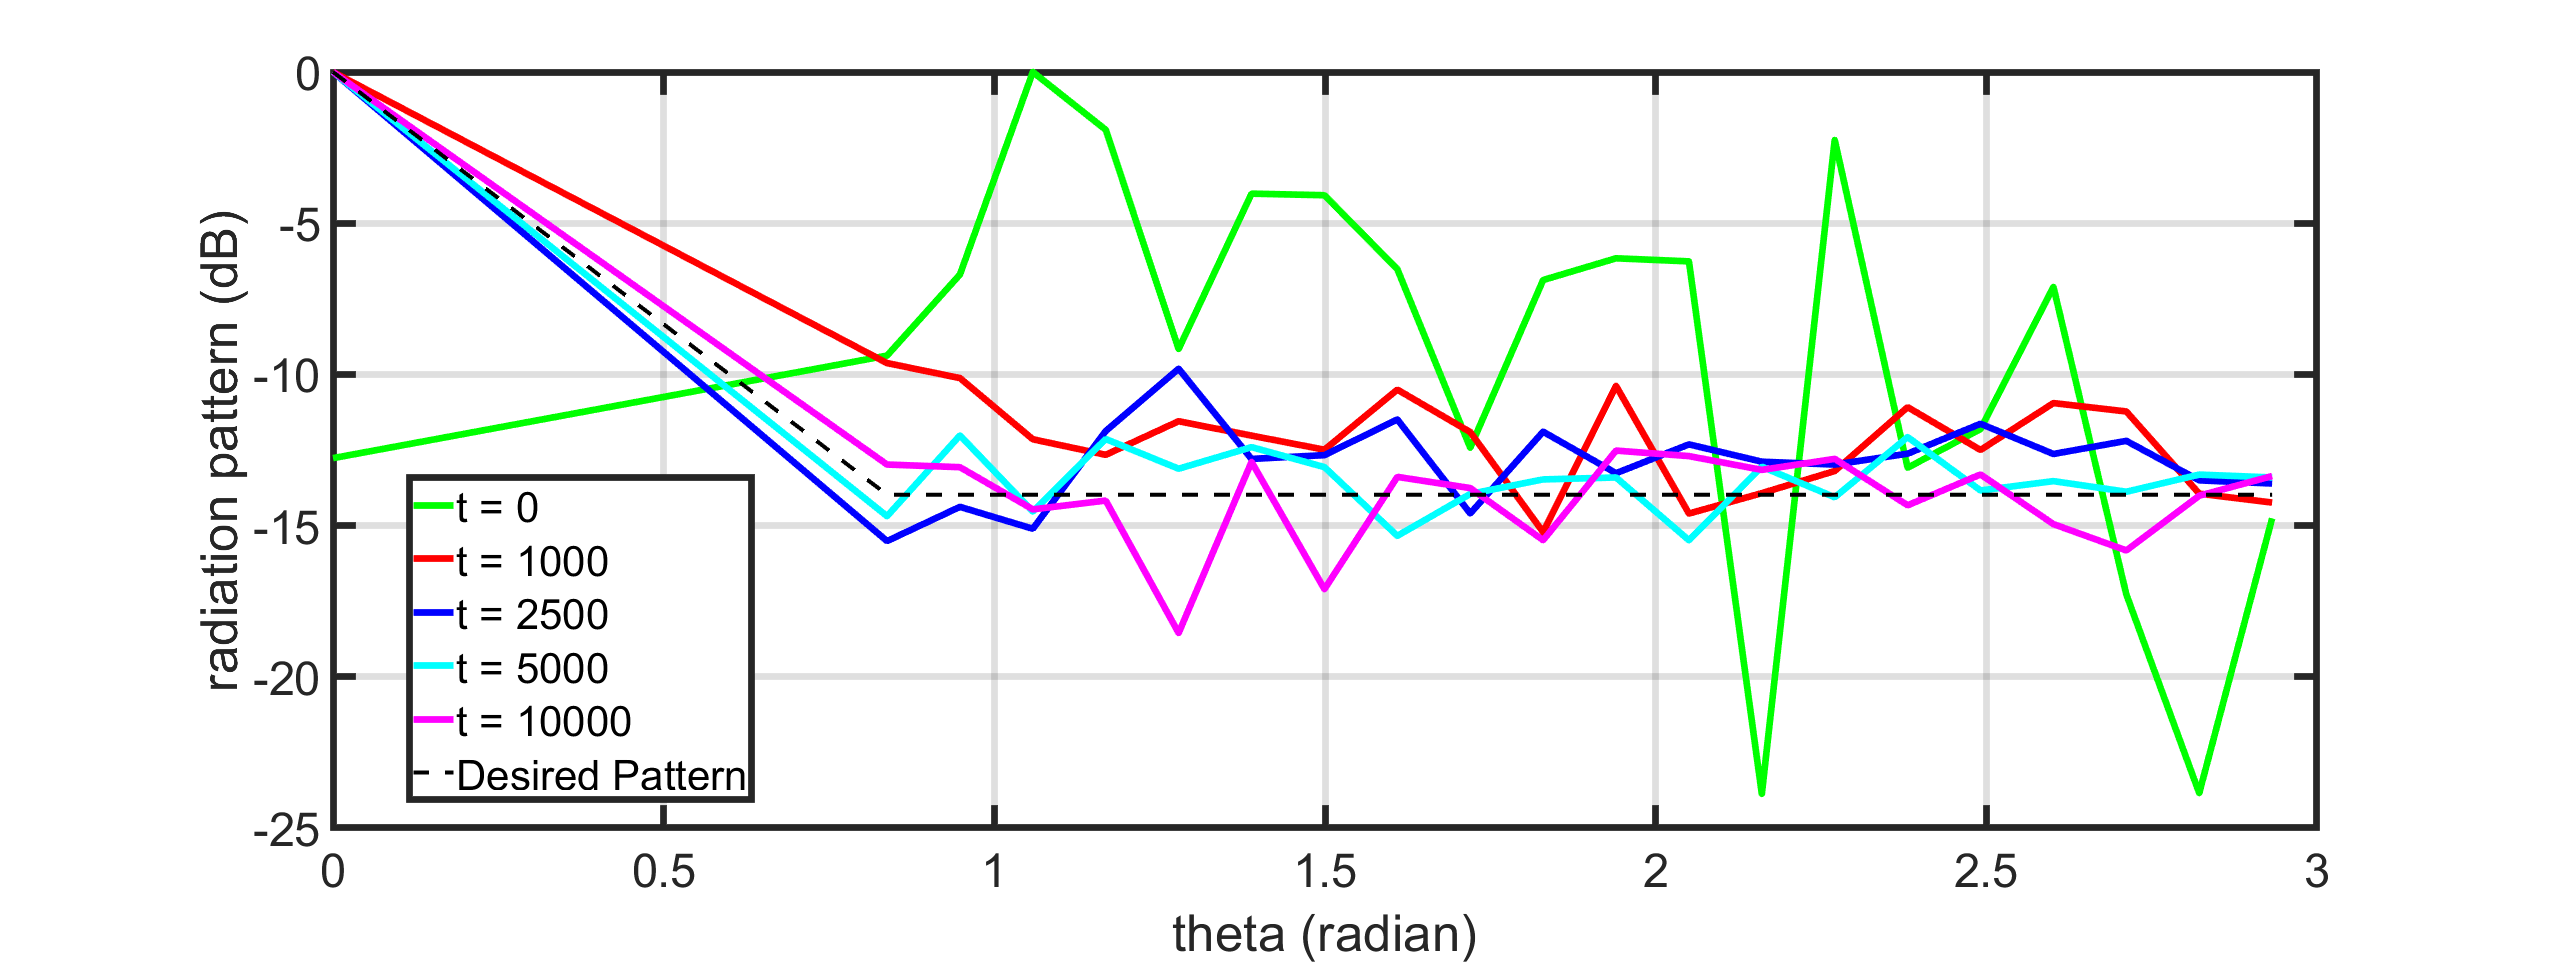 0
-5
-10
-15
-20
-25
radiation pattern (dB)
t = 0
t = 1000
t = 2500
t = 5000
t = 10000
Desired Pattern
0 0.5 1 1.5 2 2.5 3
theta (radian)